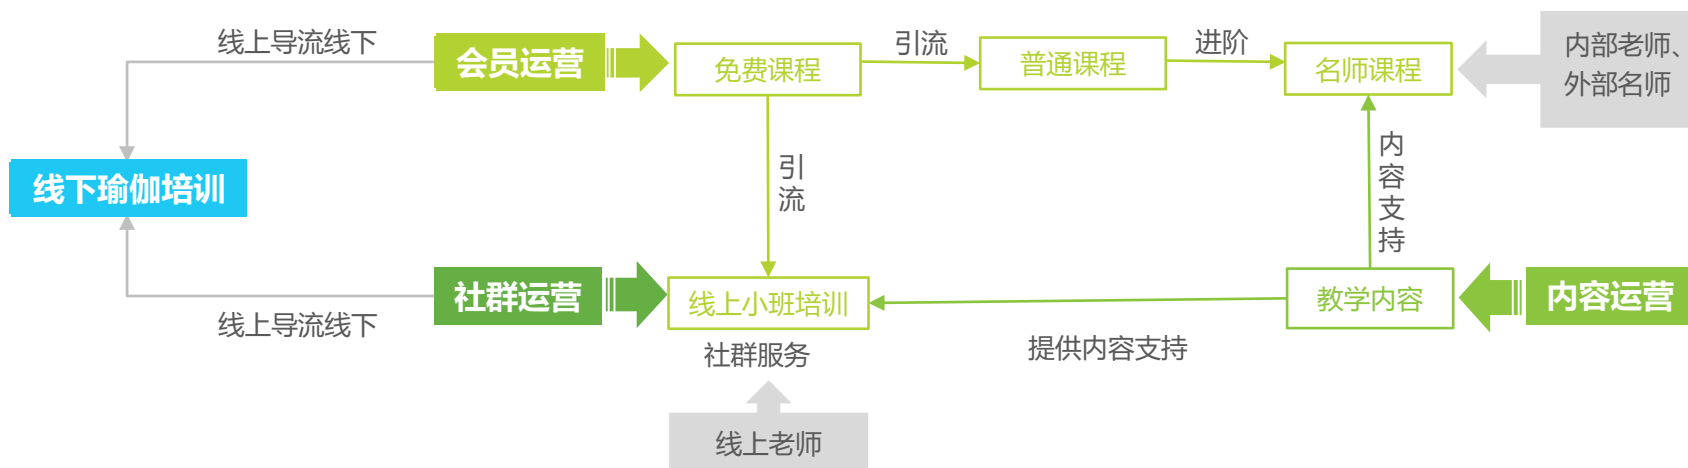 线上导流线下
会员运营
免费课程
引流
普通课程
进阶
名师课程
内部老师、
外部名师
线下瑜伽培训
引
流
内
容
支
持
社群运营
线上小班培训
教学内容
内容运营
线上导流线下
社群服务
提供内容支持
线上老师